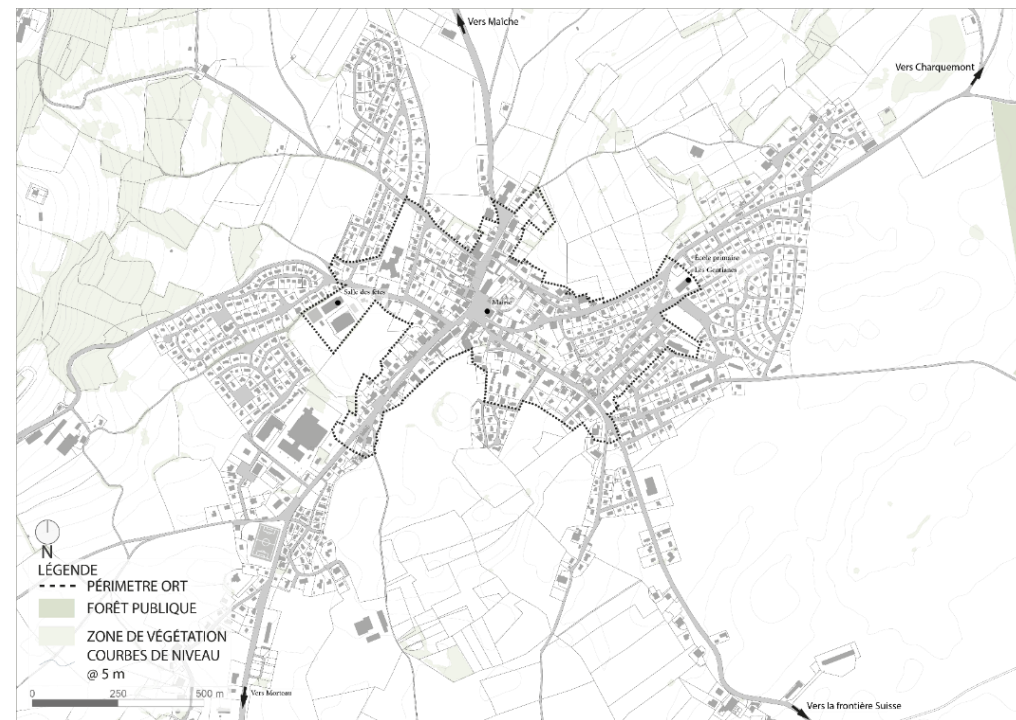 Vers Maîche
Vers Charquemont
École primaire
Les Gentianes
Salle des fêtes
Mairie
N
LÉGENDE
PÉRIMETRE ORT
FORÊT PUBLIQUE
ZONE DE VÉGÉTATION
COURBES DE NIVEAU
@ 5 m
0 250 500 m
Vers Morteau
Vers la frontière Suisse